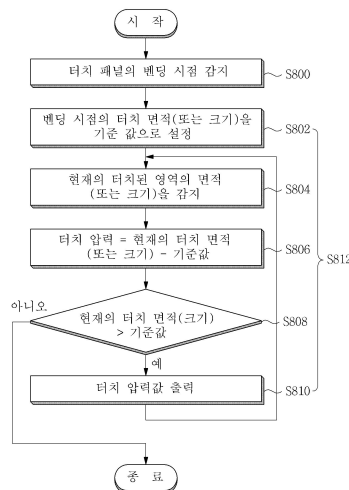 시 작
터치 패널의 벤딩 시점 감지
S800
벤딩 시점의 터치 면적(또는 크기)을
기준 값으로 설정
S802
현재의 터치된 영역의 면적
(또는 크기)을 감지
S804
터치 압력 = 현재의 터치 면적
(또는 크기) - 기준값
S806
S812
아니오
현재의 터치 면적(크기)
> 기준값
S808
예
터치 압력값 출력
S810
종 료